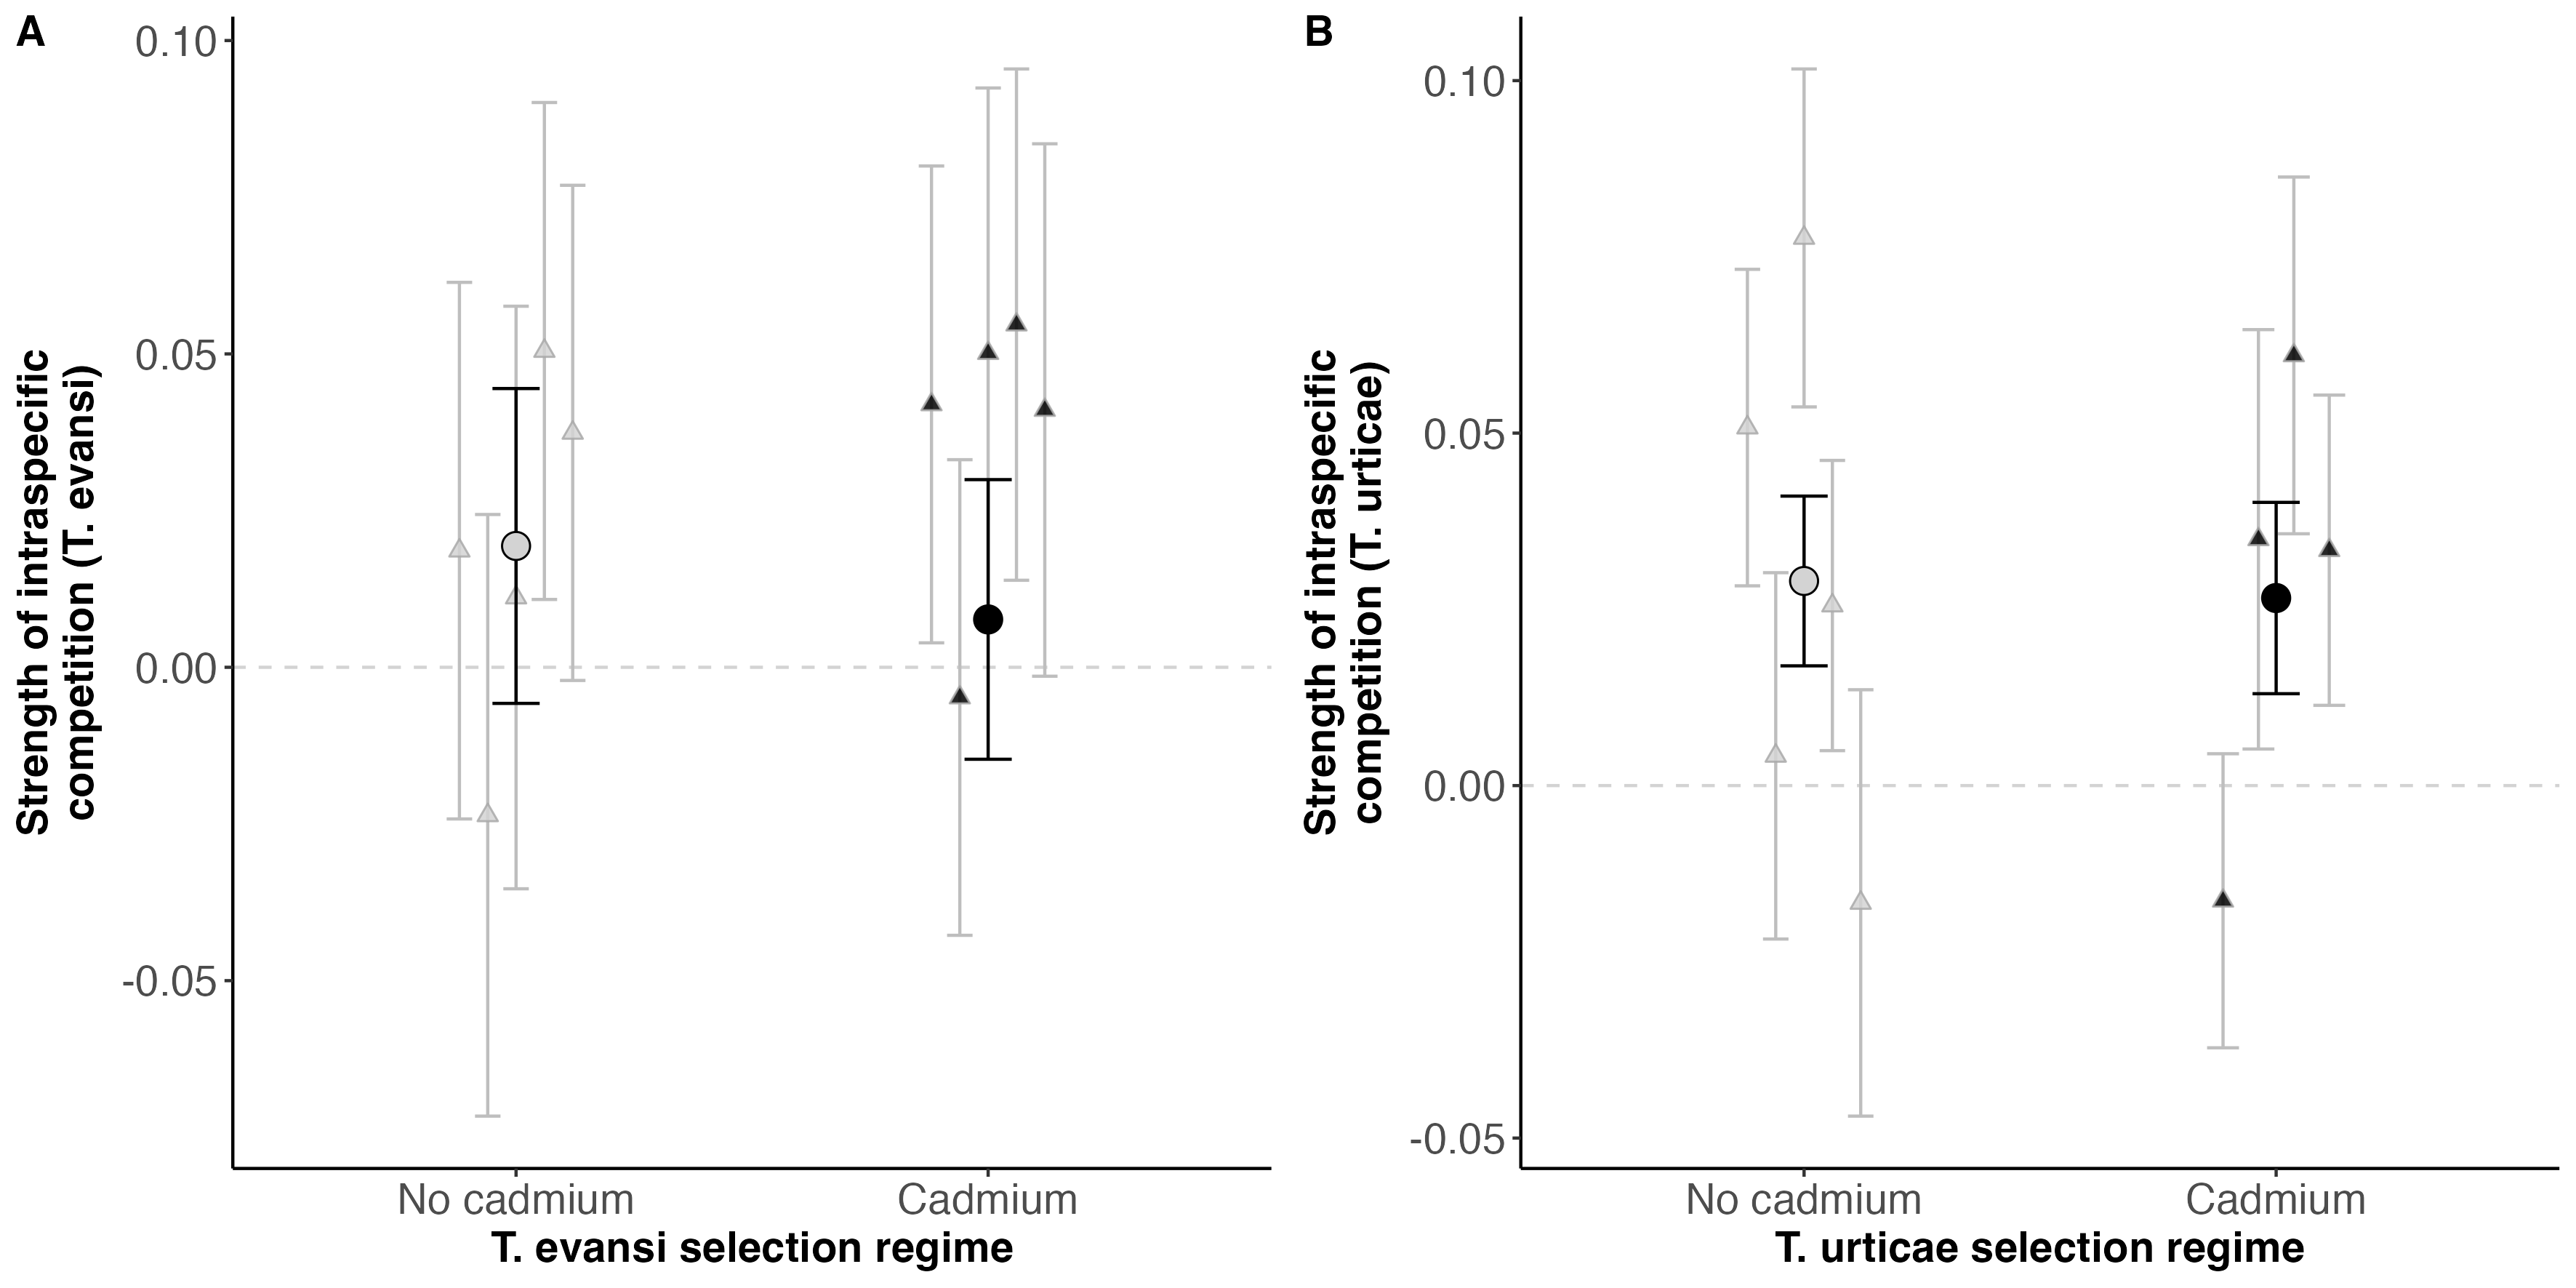 A
Strength of intraspecific
competition (T. evansi)
0.10
0.05
0.00
-0.05
No cadmium
Cadmium
T. evansi selection regime
B
Strength of intraspecific
competition (T. urticae)
0.10
0.05
0.00
-0.05
No cadmium
Cadmium
T. urticae selection regime